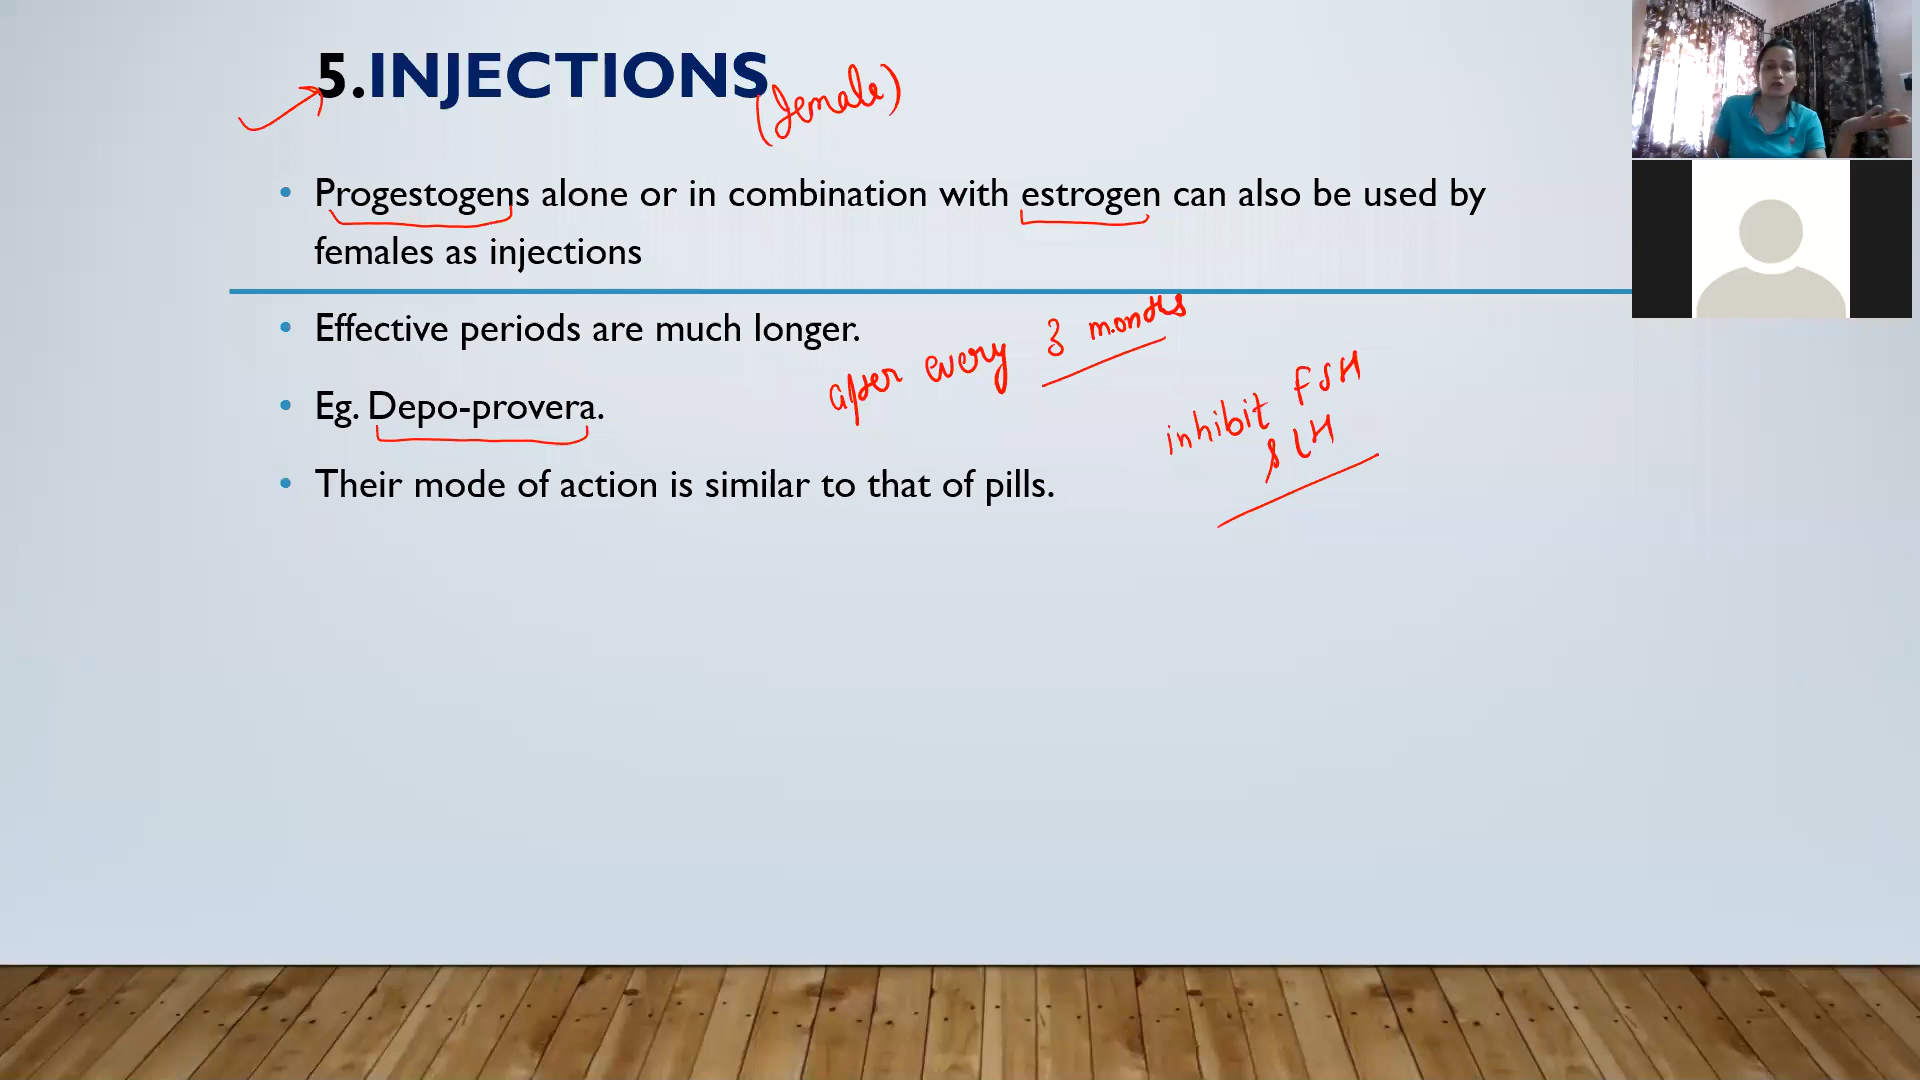 5.INJECTIONS
(female)
• Progestogens alone or in combination with estrogen can also be used by
females as injections
• Effective periods are much longer.
after every 3 months
• Eg. Depo-provera.
inhibit FSH
& LH
• Their mode of action is similar to that of pills.